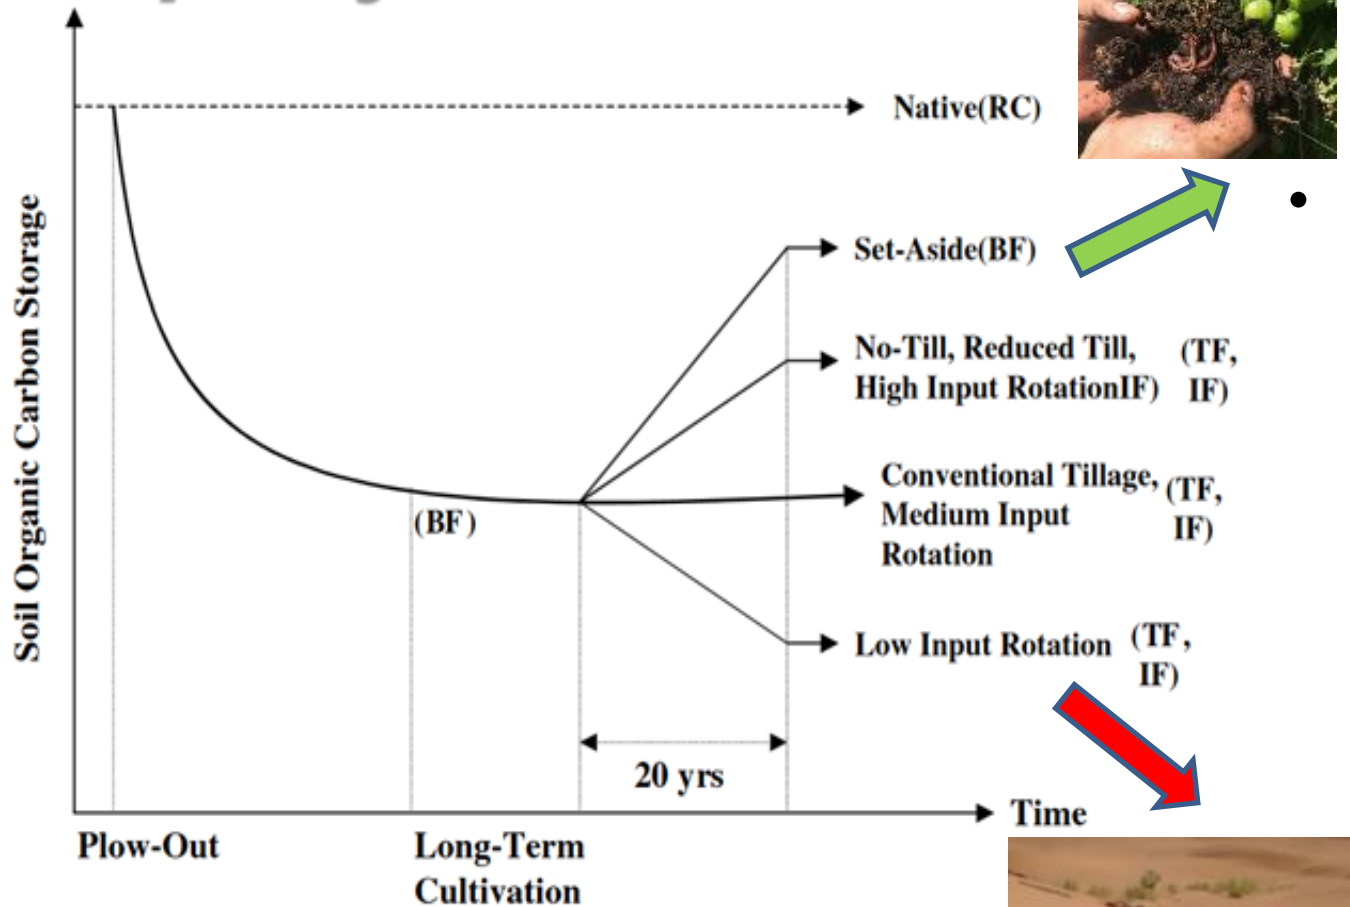 Soil Organic Carbon Storage
Native(RC)
Set-Aside(BF)
No-Till, Reduced Till, (TF,
High Input RotationIF) IF)
(BF)
Conventional Tillage, (TF,
Medium Input IF)
Rotation
Low Input Rotation (TF,
IF)
20 yrs
Time
Plow-Out
Long-Term
Cultivation